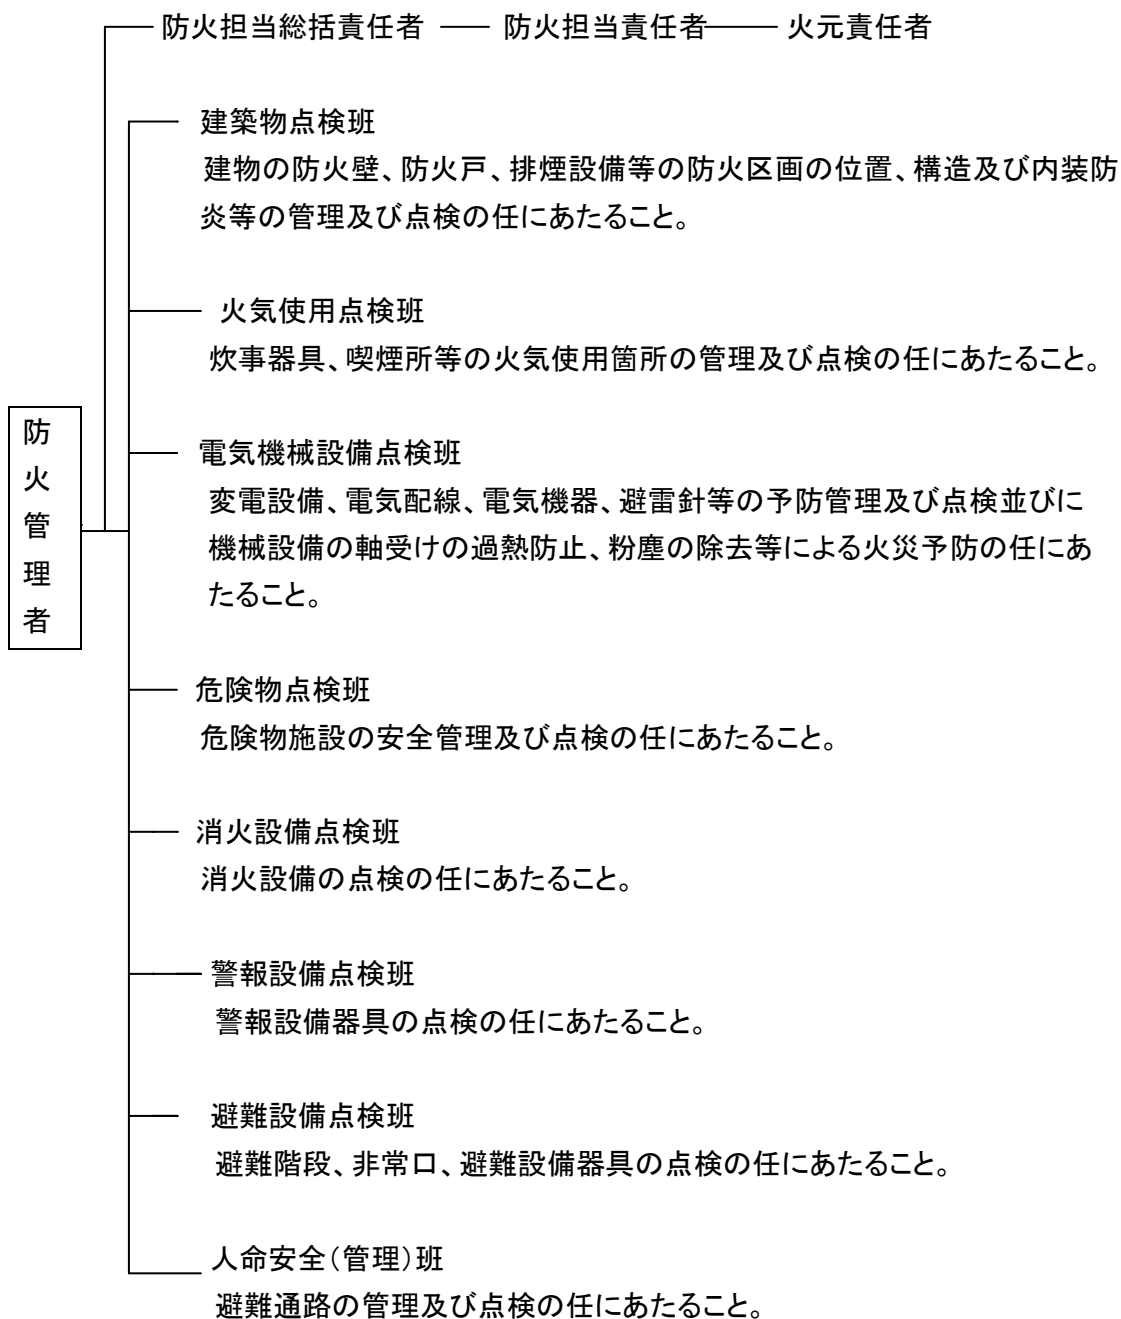 防火担当総括責任者 防火担当責任者 火元責任者
建築物点検班
建物の防火壁、防火戸、排煙設備等の防火区画の位置、構造及び内装防
炎等の管理及び点検の任にあたること。
火気使用点検班
炊事器具、喫煙所等の火気使用箇所の管理及び点検の任にあたること。
防火管理者
電気機械設備点検班
変電設備、電気配線、電気機器、避雷針等の予防管理及び点検並びに
機械設備の軸受けの過熱防止、粉塵の除去等による火災予防の任にあ
たること。
危険物点検班
危険物施設の安全管理及び点検の任にあたること。
消火設備点検班
消火設備の点検の任にあたること。
警報設備点検班
警報設備器具の点検の任にあたること。
避難設備点検班
避難階段、非常口、避難設備器具の点検の任にあたること。
人命安全（管理）班
避難通路の管理及び点検の任にあたること。